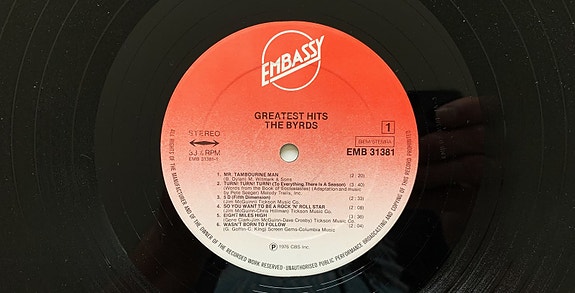 EMBASSY
GREATEST HITS
THE BYRDS
STEREO
1
33⅓ RPM
EMB 31381-1
BIEM/STEMRA
EMB 31381
1. MR. TAMBOURINE MAN (2:20)
(B. Dylan) M. Witmark & Sons
2. TURN! TURN! TURN! (To Everything There Is A Season) (3:40)
(Words from the Book of Ecclesiastes) (Adaptation and music
by Pete Seeger) Melody Trails, Inc.
3. 5 D (Fifth Dimension) (2:33)
(Jim McGuinn) Tickson Music Co.
4. SO YOU WANT TO BE A ROCK 'N' ROLL STAR (2:08)
(Jim McGuinn-Chris Hillman) Tickson Music Co.
5. EIGHT MILES HIGH (3:36)
(Gene Clark-Jim McGuinn-Dave Crosby) Tickson Music Co.
6. WASN'T BORN TO FOLLOW (2:04)
(G. Goffin-C. King) Screen Gems-Columbia Music
Ⓟ 1976 CBS Inc.
ALL RIGHTS OF THE MANUFACTURER AND OF THE OWNER OF THE RECORDED WORK RESERVED · UNAUTHORISED PUBLIC PERFORMANCE BROADCASTING AND COPYING OF THIS RECORD PROHIBITED